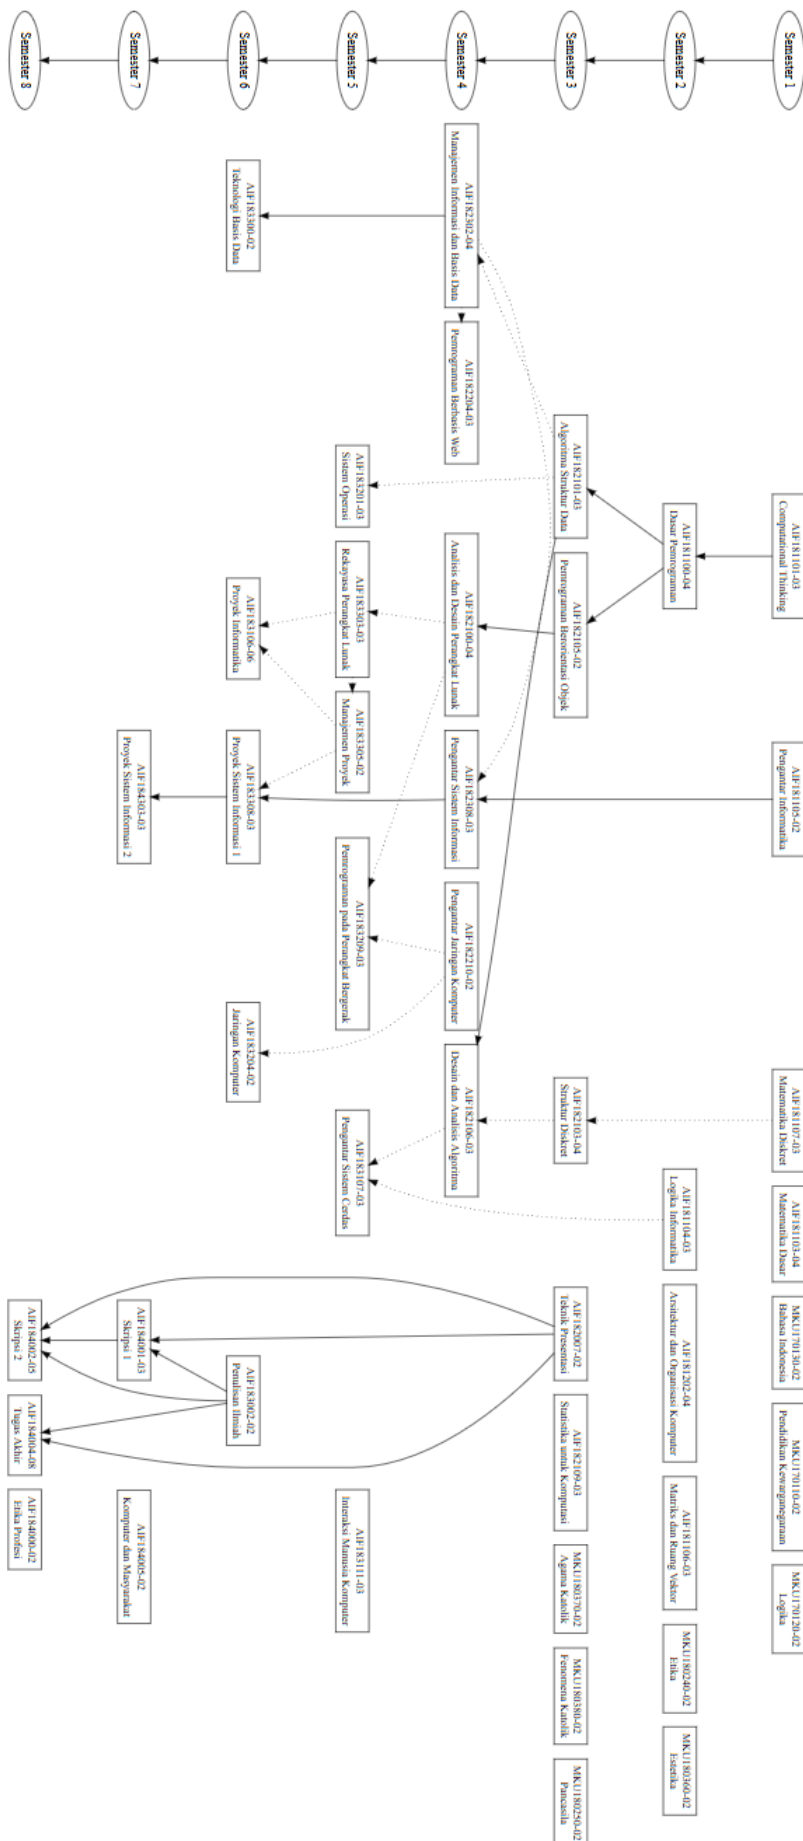 Semester 1
Semester 2
Semester 3
Semester 4
Semester 5
Semester 6
Semester 7
Semester 8
AIF181101-03
Computational Thinking
AIF181105-02
Pengantar Informatika
AIF181107-03
Matematika Diskret
AIF181103-04
Matematika Dasar
MKU170130-02
Bahasa Indonesia
MKU170110-02
Pendidikan Kewarganegaraan
MKU170120-02
Logika
AIF181100-04
Dasar Pemrograman
AIF181104-03
Logika Informatika
AIF181202-04
Arsitektur dan Organisasi Komputer
AIF181106-03
Matriks dan Ruang Vektor
MKU180240-02
Etika
MKU180360-02
Estetika
AIF182101-03
Algoritma Struktur Data
AIF182105-02
Pemrograman Berorientasi Objek
AIF182103-04
Struktur Diskret
AIF182007-02
Teknik Presentasi
AIF182109-03
Statistika untuk Komputasi
MKU180370-02
Agama Katolik
MKU180380-02
Fenomena Katolik
MKU180250-02
Pancasila
AIF182302-04
Manajemen Informasi dan Basis Data
AIF182204-03
Pemrograman Berbasis Web
AIF182100-04
Analisis dan Desain Perangkat Lunak
AIF182308-03
Pengantar Sistem Informasi
AIF182210-02
Pengantar Jaringan Komputer
AIF182106-03
Desain dan Analisis Algoritma
AIF183201-03
Sistem Operasi
AIF183303-03
Rekayasa Perangkat Lunak
AIF183305-02
Manajemen Proyek
AIF183209-03
Pemrograman pada Perangkat Bergerak
AIF183107-03
Pengantar Sistem Cerdas
AIF183111-03
Interaksi Manusia Komputer
AIF183300-02
Teknologi Basis Data
AIF183106-06
Proyek Informatika
AIF183308-03
Proyek Sistem Informasi 1
AIF183204-02
Jaringan Komputer
AIF183002-02
Penulisan Ilmiah
AIF184303-03
Proyek Sistem Informasi 2
AIF184001-03
Skripsi 1
AIF184005-02
Komputer dan Masyarakat
AIF184002-05
Skripsi 2
AIF184004-08
Tugas Akhir
AIF184000-02
Etika Profesi